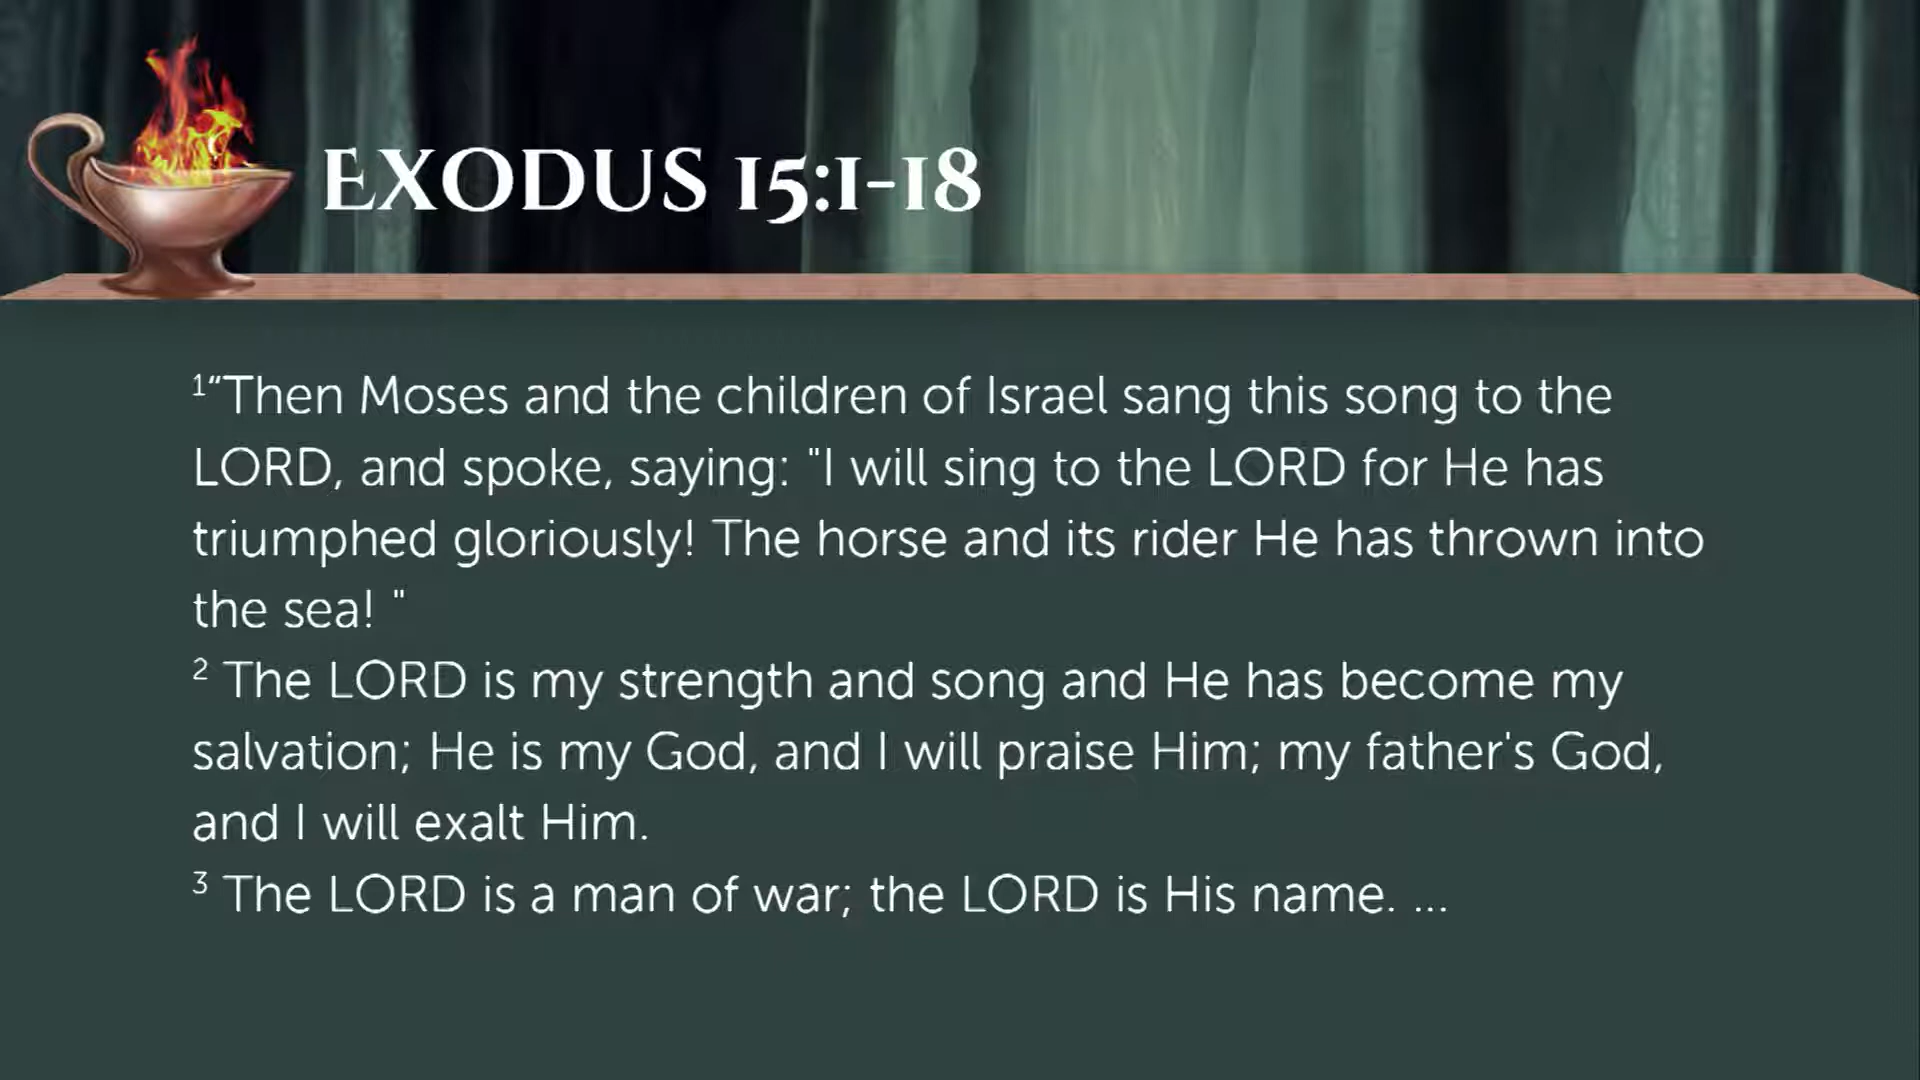 EXODUS 15:1-18
¹“Then Moses and the children of Israel sang this song to the
LORD, and spoke, saying: "I will sing to the LORD for He has
triumphed gloriously! The horse and its rider He has thrown into
the sea! "
² The LORD is my strength and song and He has become my
salvation; He is my God, and I will praise Him; my father's God,
and I will exalt Him.
³ The LORD is a man of war; the LORD is His name. ...